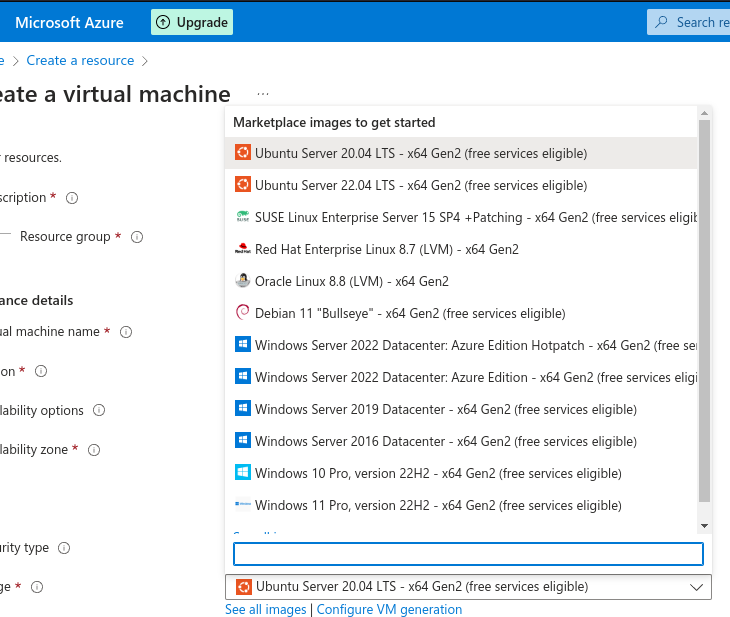 Microsoft Azure
Upgrade
Search re
e > Create a resource >
eate a virtual machine ...
Marketplace images to get started
Ubuntu Server 20.04 LTS - x64 Gen2 (free services eligible)
r resources.
Ubuntu Server 22.04 LTS - x64 Gen2 (free services eligible)
scription *
SUSE Linux Enterprise Server 15 SP4 +Patching - x64 Gen2 (free services eligib
Resource group *
Red Hat Enterprise Linux 8.7 (LVM) - x64 Gen2
Oracle Linux 8.8 (LVM) - x64 Gen2
ance details
Debian 11 "Bullseye" - x64 Gen2 (free services eligible)
ual machine name *
Windows Server 2022 Datacenter: Azure Edition Hotpatch - x64 Gen2 (free se
on *
Windows Server 2022 Datacenter: Azure Edition - x64 Gen2 (free services eligi
lability options
Windows Server 2019 Datacenter - x64 Gen2 (free services eligible)
lability zone *
Windows Server 2016 Datacenter - x64 Gen2 (free services eligible)
Windows 10 Pro, version 22H2 - x64 Gen2 (free services eligible)
Windows 11 Pro, version 22H2 - x64 Gen2 (free services eligible)
urity type
ge *
Ubuntu Server 20.04 LTS - x64 Gen2 (free services eligible)
See all images | Configure VM generation